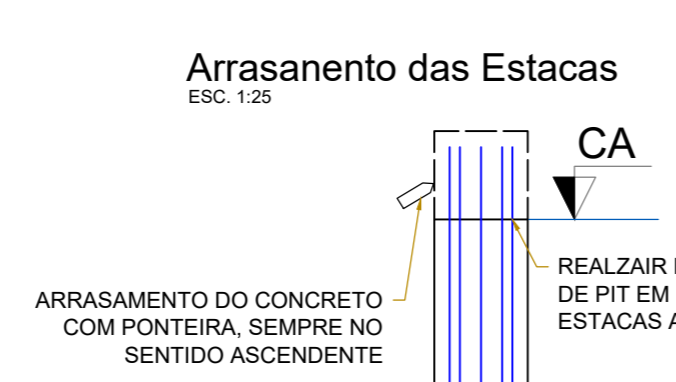 Arrasanento das Estacas
ESC. 1:25
CA
ARRASAMENTO DO CONCRETO
COM PONTEIRA, SEMPRE NO
SENTIDO ASCENDENTE
REALZAIR
DE PIT EM
ESTACAS